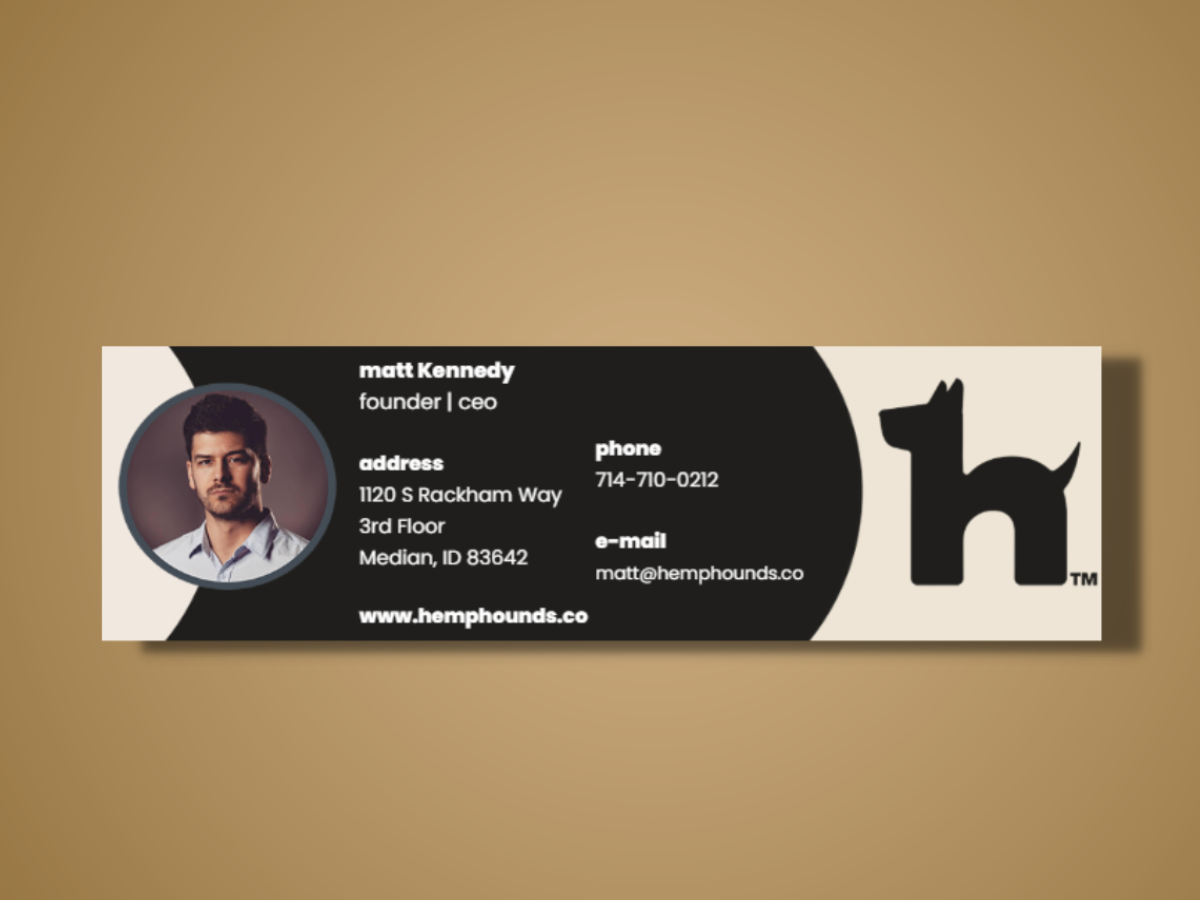 matt Kennedy
founder | ceo
address
1120 S Rackham Way
3rd Floor
Median, ID 83642
phone
714-710-0212
e-mail
matt@hemphounds.co
www.hemphounds.co
TM